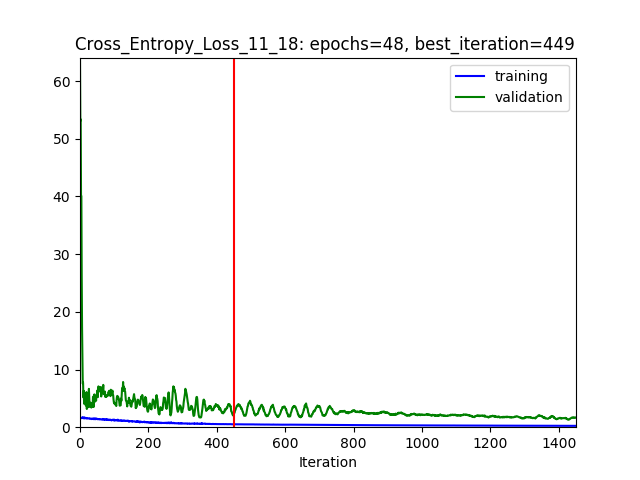 Cross_Entropy_Loss_11_18: epochs=48, best_iteration=449
training
validation
60
50
40
30
20
10
0
0 200 400 600 800 1000 1200 1400
Iteration